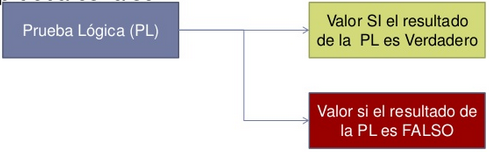 Prueba Lógica (PL)
Valor SI el resultado
de la PL es Verdadero
Valor si el resultado de
la PL es FALSO